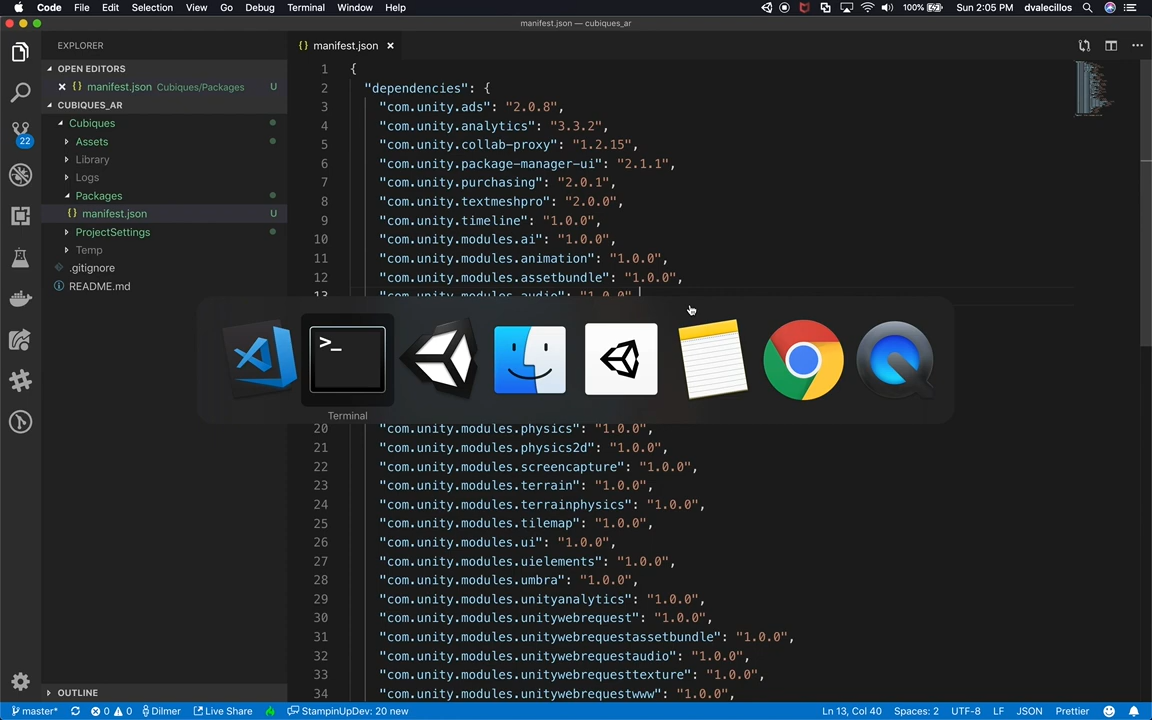 Code File Edit Selection View Go Debug Terminal Window Help 100% Sun 2:05 PM dvalecillos
manifest.json — cubiques_ar
EXPLORER
{} manifest.json ×
OPEN EDITORS
× {} manifest.json Cubiques/Packages U
CUBIQUES_AR
Cubiques
Assets
Library
Logs
Packages
{} manifest.json U
ProjectSettings
Temp
.gitignore
README.md
22
1 {
2 "dependencies": {
3 "com.unity.ads": "2.0.8",
4 "com.unity.analytics": "3.3.2",
5 "com.unity.collab-proxy": "1.2.15",
6 "com.unity.package-manager-ui": "2.1.1",
7 "com.unity.purchasing": "2.0.1",
8 "com.unity.textmeshpro": "2.0.0",
9 "com.unity.timeline": "1.0.0",
10 "com.unity.modules.ai": "1.0.0",
11 "com.unity.modules.animation": "1.0.0",
12 "com.unity.modules.assetbundle": "1.0.0",
13 "com.unity.modules.audio": "1.0.0",
>_
Terminal
20 "com.unity.modules.physics": "1.0.0",
21 "com.unity.modules.physics2d": "1.0.0",
22 "com.unity.modules.screencapture": "1.0.0",
23 "com.unity.modules.terrain": "1.0.0",
24 "com.unity.modules.terrainphysics": "1.0.0",
25 "com.unity.modules.tilemap": "1.0.0",
26 "com.unity.modules.ui": "1.0.0",
27 "com.unity.modules.uielements": "1.0.0",
28 "com.unity.modules.umbra": "1.0.0",
29 "com.unity.modules.unityanalytics": "1.0.0",
30 "com.unity.modules.unitywebrequest": "1.0.0",
31 "com.unity.modules.unitywebrequestassetbundle": "1.0.0",
32 "com.unity.modules.unitywebrequestaudio": "1.0.0",
33 "com.unity.modules.unitywebrequesttexture": "1.0.0",
34 "com.unity.modules.unitywebrequestwww": "1.0.0",
OUTLINE
master* 0 0 Dilmer Live Share StampinUpDev: 20 new Ln 13, Col 40 Spaces: 2 UTF-8 LF JSON Prettier